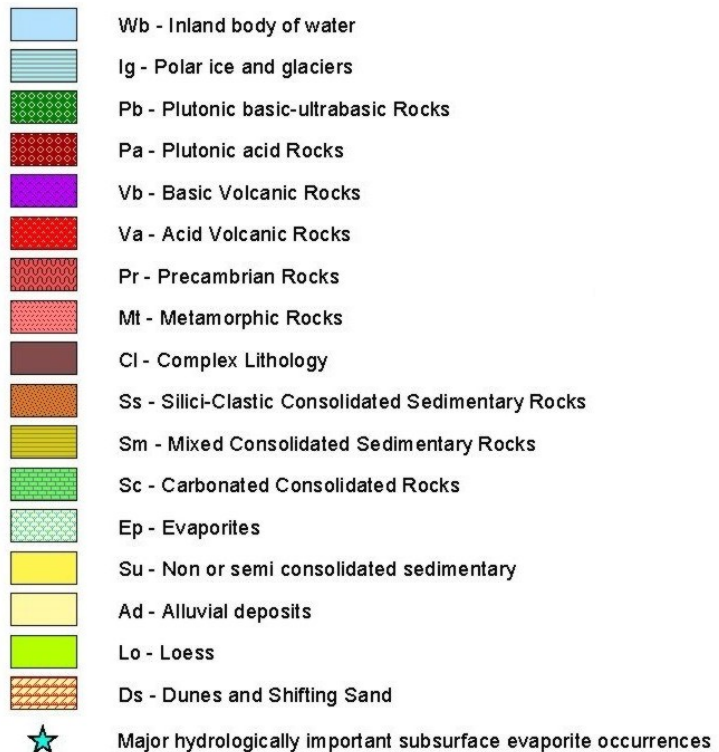 Wb - Inland body of water
Ig - Polar ice and glaciers
Pb - Plutonic basic-ultrabasic Rocks
Pa - Plutonic acid Rocks
Vb - Basic Volcanic Rocks
Va - Acid Volcanic Rocks
Pr - Precambrian Rocks
Mt - Metamorphic Rocks
Cl - Complex Lithology
Ss - Silici-Clastic Consolidated Sedimentary Rocks
Sm - Mixed Consolidated Sedimentary Rocks
Sc - Carbonated Consolidated Rocks
Ep - Evaporites
Su - Non or semi consolidated sedimentary
Ad - Alluvial deposits
Lo - Loess
Ds - Dunes and Shifting Sand
Major hydrologically important subsurface evaporite occurrences